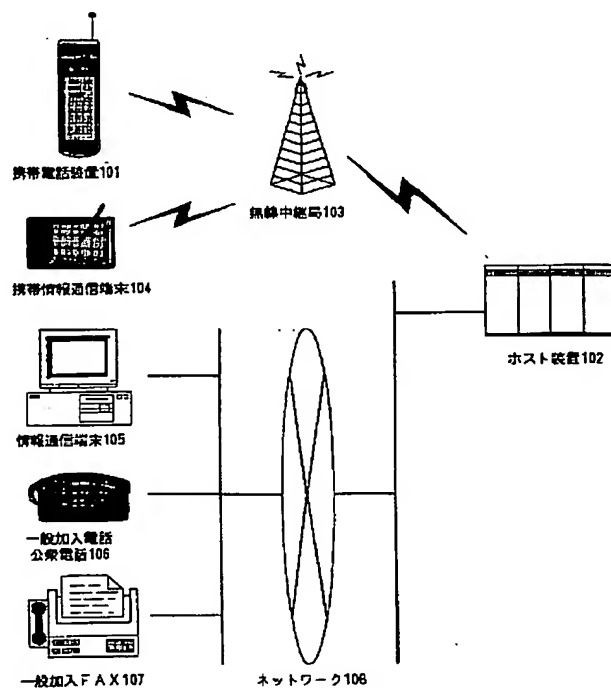 携帯電話装置101
無線中継局103
携帯情報通信端末104
ホスト装置102
情報通信端末105
一般加入電話
公衆電話106
一般加入FAX107
ネットワーク106